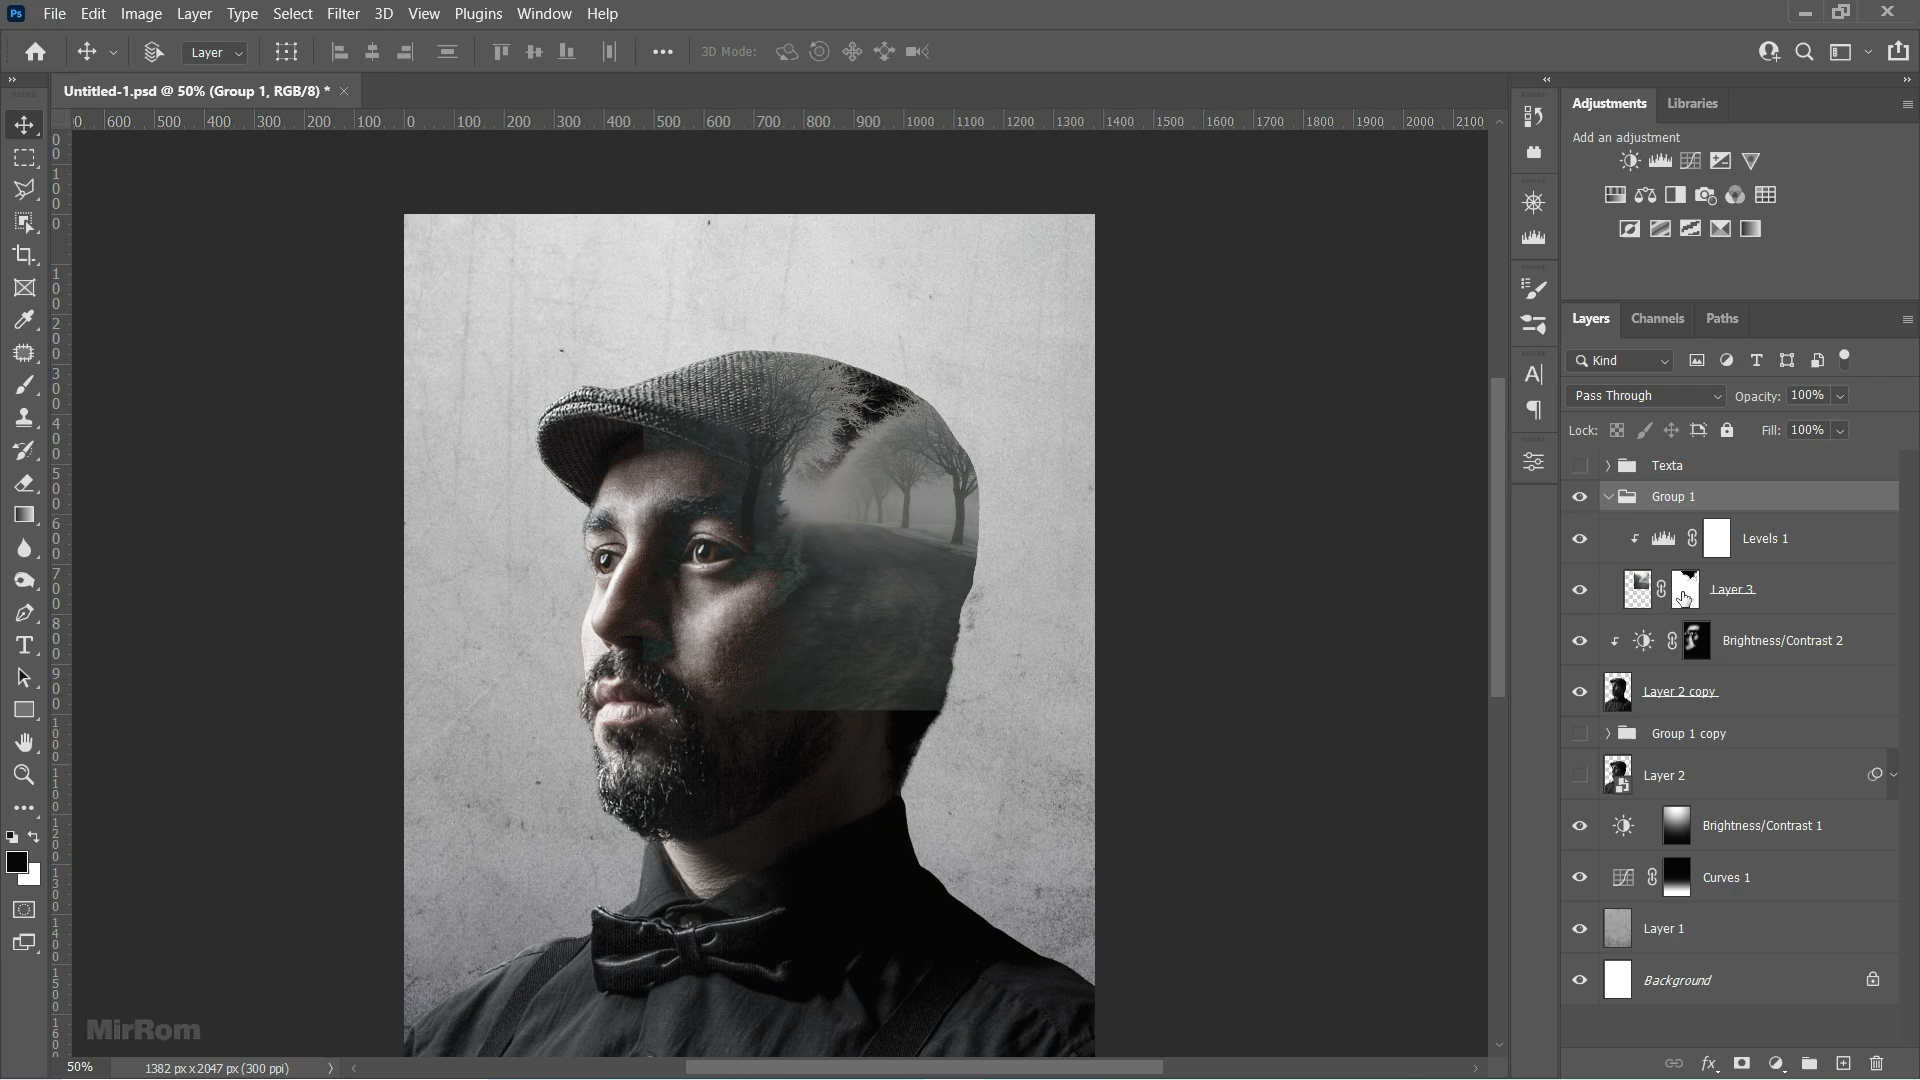 Ps File Edit Image Layer Type Select Filter 3D View Plugins Window Help
Layer 3D Mode:
Untitled-1.psd @ 50% (Group 1, RGB/8) *
0 600 500 400 300 200 100 0 100 200 300 400 500 600 700 800 900 1000 1100 1200 1300 1400 1500 1600 1700 1800 1900 2000 2100
Adjustments Libraries
Add an adjustment
Layers Channels Paths
Kind
Pass Through Opacity: 100%
Lock: Fill: 100%
Texta
Group 1
Levels 1
Layer 3
Brightness/Contrast 2
Layer 2 copy
Group 1 copy
Layer 2
Brightness/Contrast 1
Curves 1
Layer 1
Background
MirRom
50% 1382 px x 2047 px (300 ppi)
fx